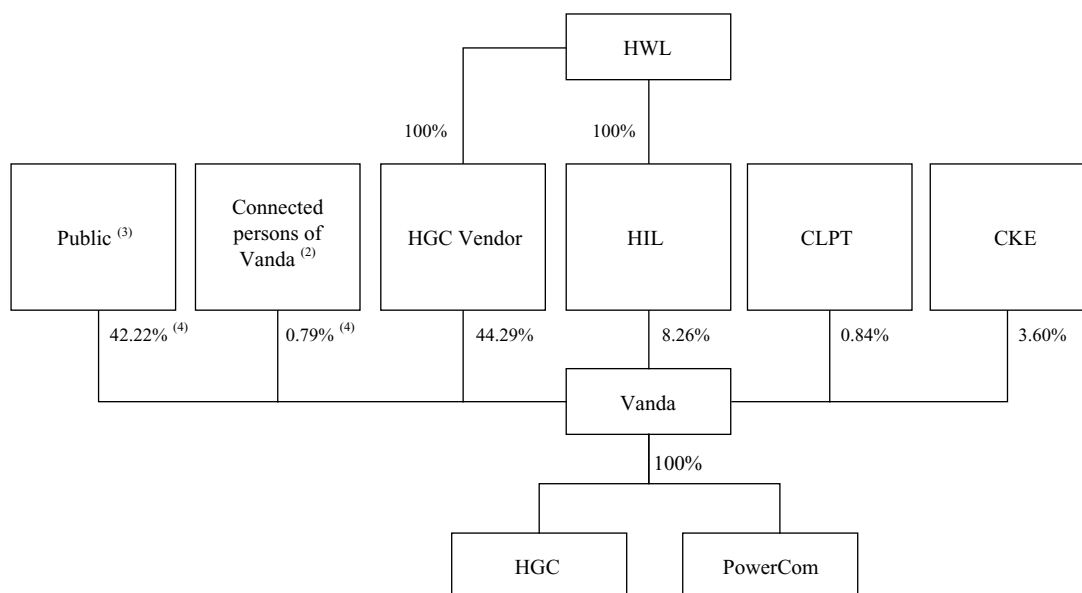 HWL
100%
100%
Public (3)
Connected
persons of
Vanda (2)
HGC Vendor
HIL
CLPT
CKE
42.22% (4)
0.79% (4)
44.29%
8.26%
0.84%
3.60%
Vanda
100%
HGC
PowerCom